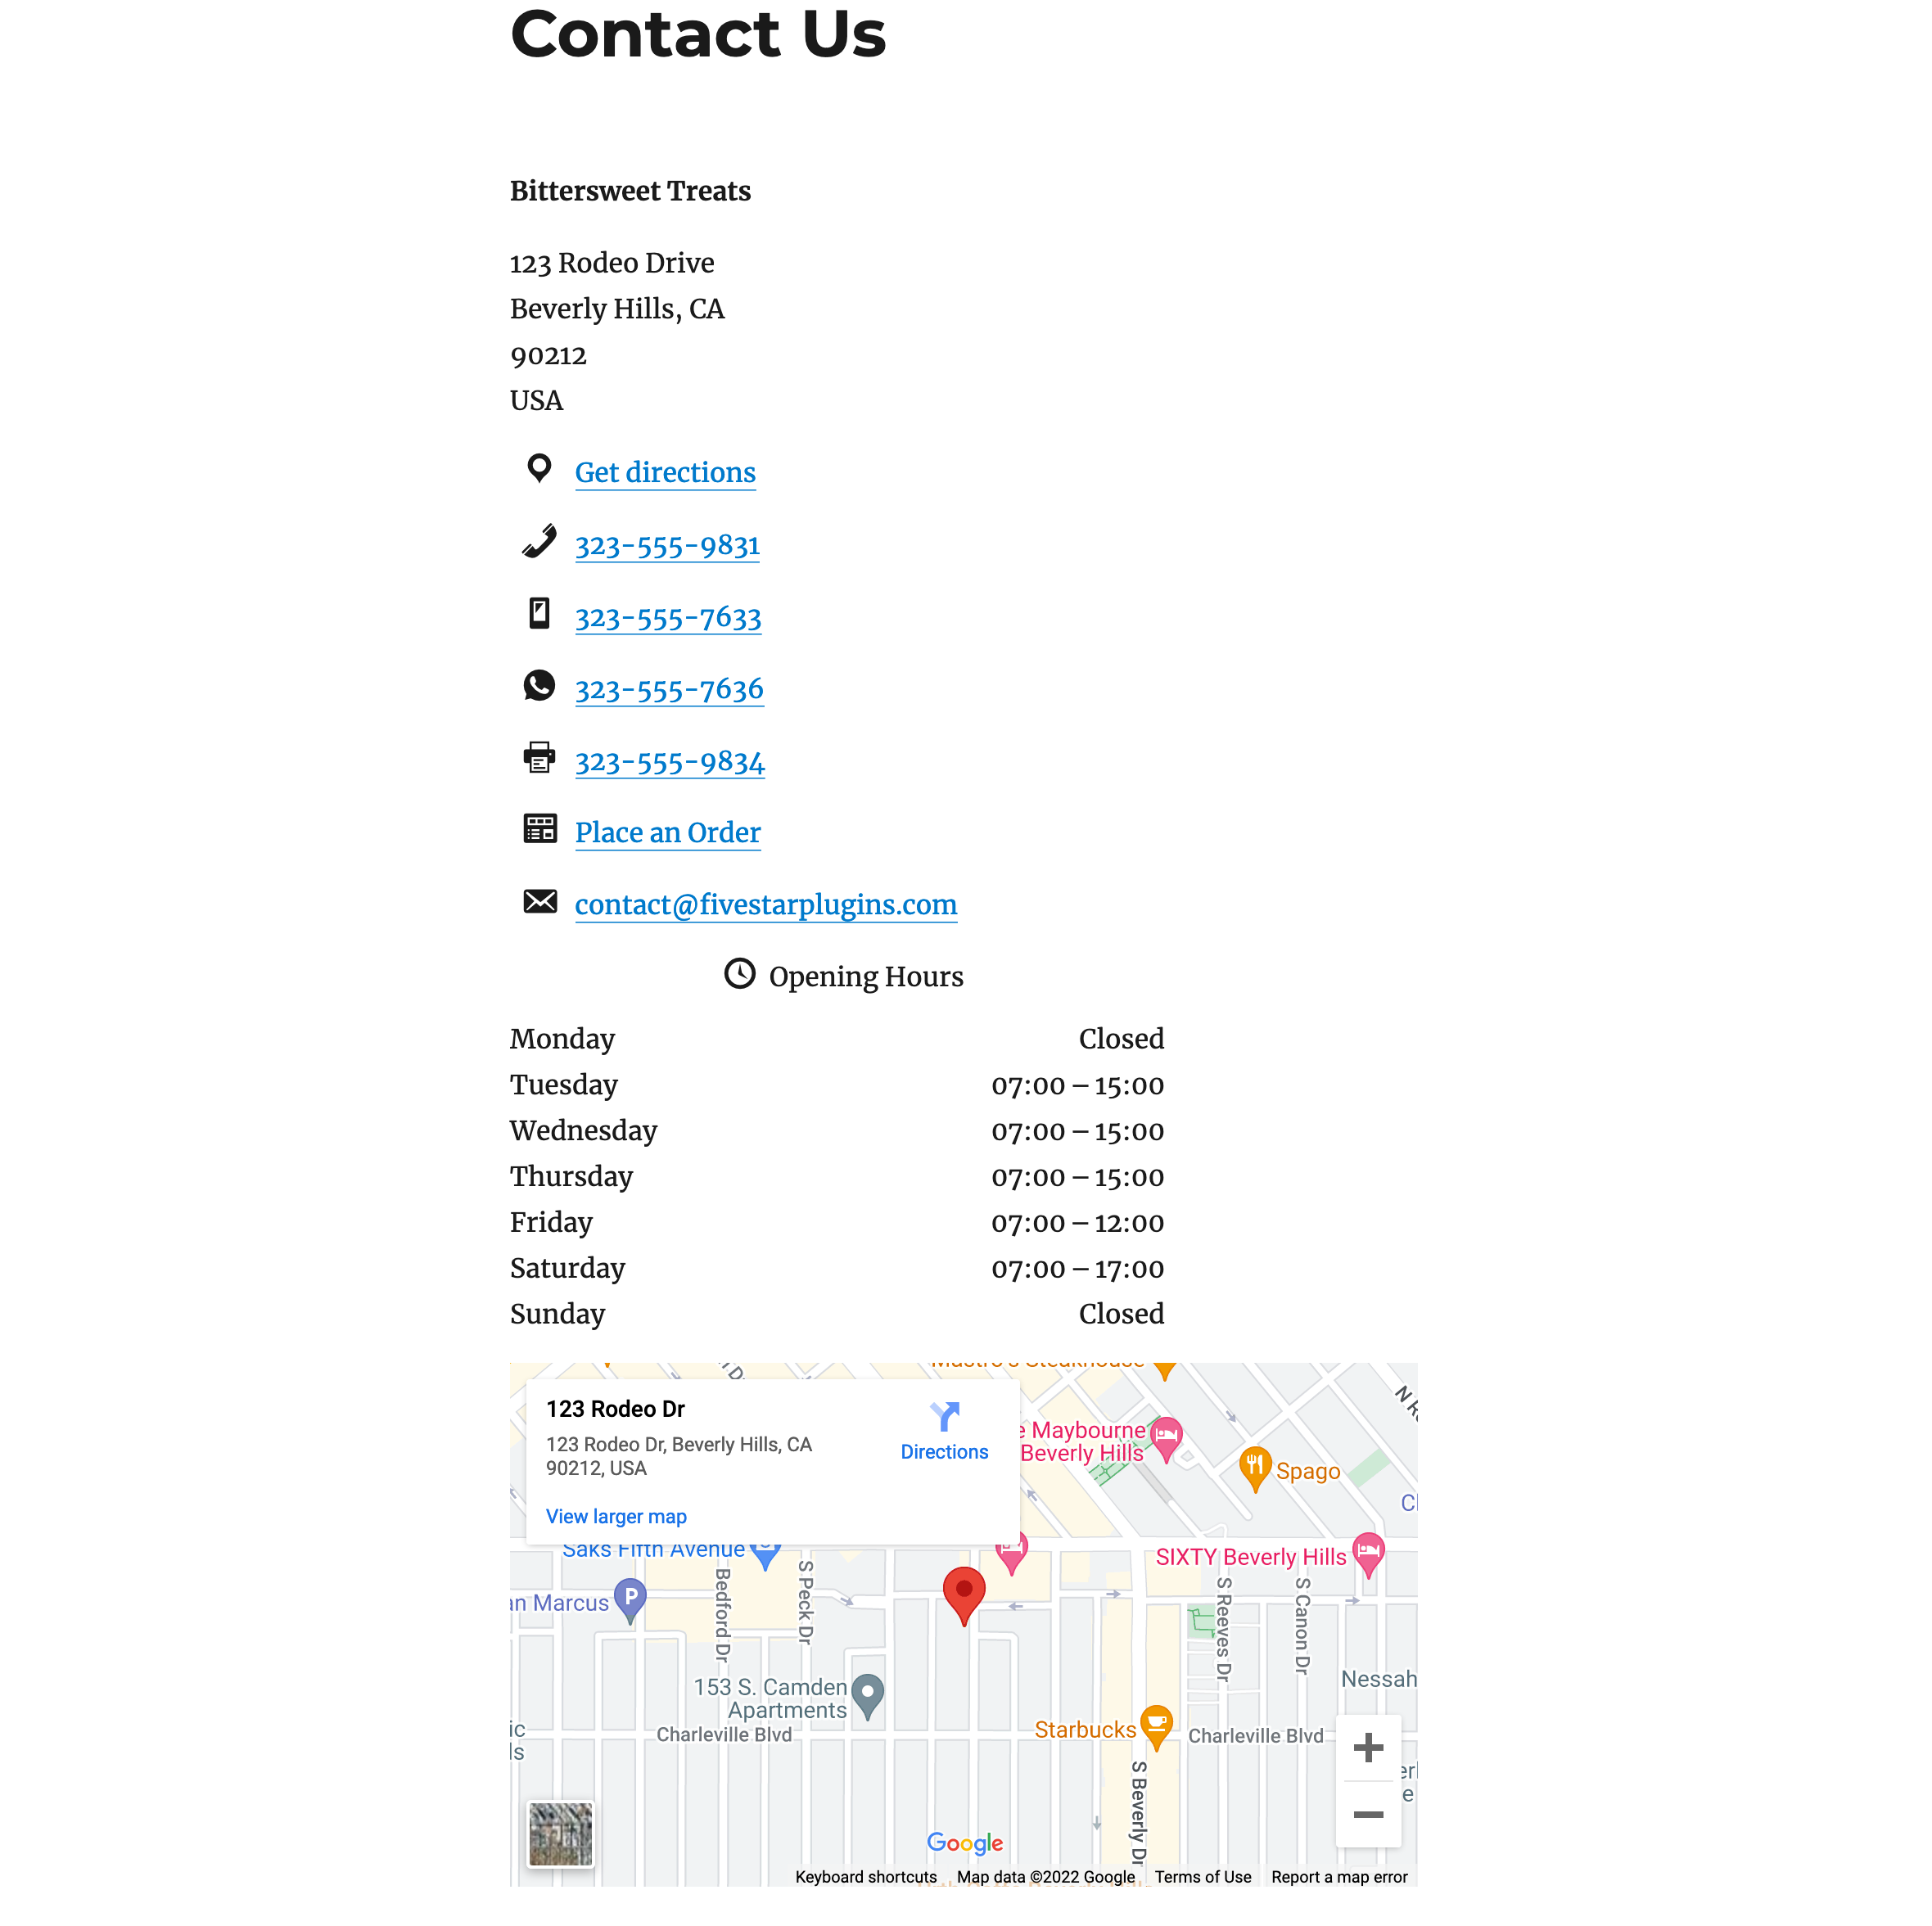 Contact Us
Bittersweet Treats
123 Rodeo Drive
Beverly Hills, CA
90212
USA
Get directions
323-555-9831
323-555-7633
323-555-7636
323-555-9834
Place an Order
contact@fivestarplugins.com
Opening Hours
Monday Closed
Tuesday 07:00 – 15:00
Wednesday 07:00 – 15:00
Thursday 07:00 – 15:00
Friday 07:00 – 12:00
Saturday 07:00 – 17:00
Sunday Closed
Mastro's Steakhouse
123 Rodeo Dr
123 Rodeo Dr, Beverly Hills, CA
90212, USA
Directions
View larger map
Maybourne
Beverly Hills
Spago
Saks Fifth Avenue
SIXTY Beverly Hills
P
an Marcus
Bedford Dr
S Peck Dr
S Reeves Dr
S Canon Dr
153 S. Camden
Apartments
Nessah
Charleville Blvd
Starbucks
Charleville Blvd
S Beverly Dr
Google
Keyboard shortcuts
Map data ©2022 Google
Terms of Use
Report a map error